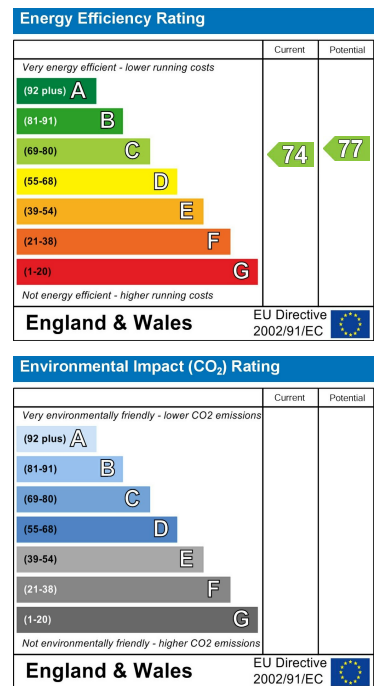 Energy Efficiency Rating
Current Potential
Very energy efficient - lower running costs
(92 plus) A
(81-91) B
(69-80) C
74 77
(55-68) D
(39-54) E
(21-38) F
(1-20) G
Not energy efficient - higher running costs
England & Wales
EU Directive
2002/91/EC
Environmental Impact (CO₂) Rating
Current Potential
Very environmentally friendly - lower CO2 emissions
(92 plus) A
(81-91) B
(69-80) C
(55-68) D
(39-54) E
(21-38) F
(1-20) G
Not environmentally friendly - higher CO2 emissions
England & Wales
EU Directive
2002/91/EC